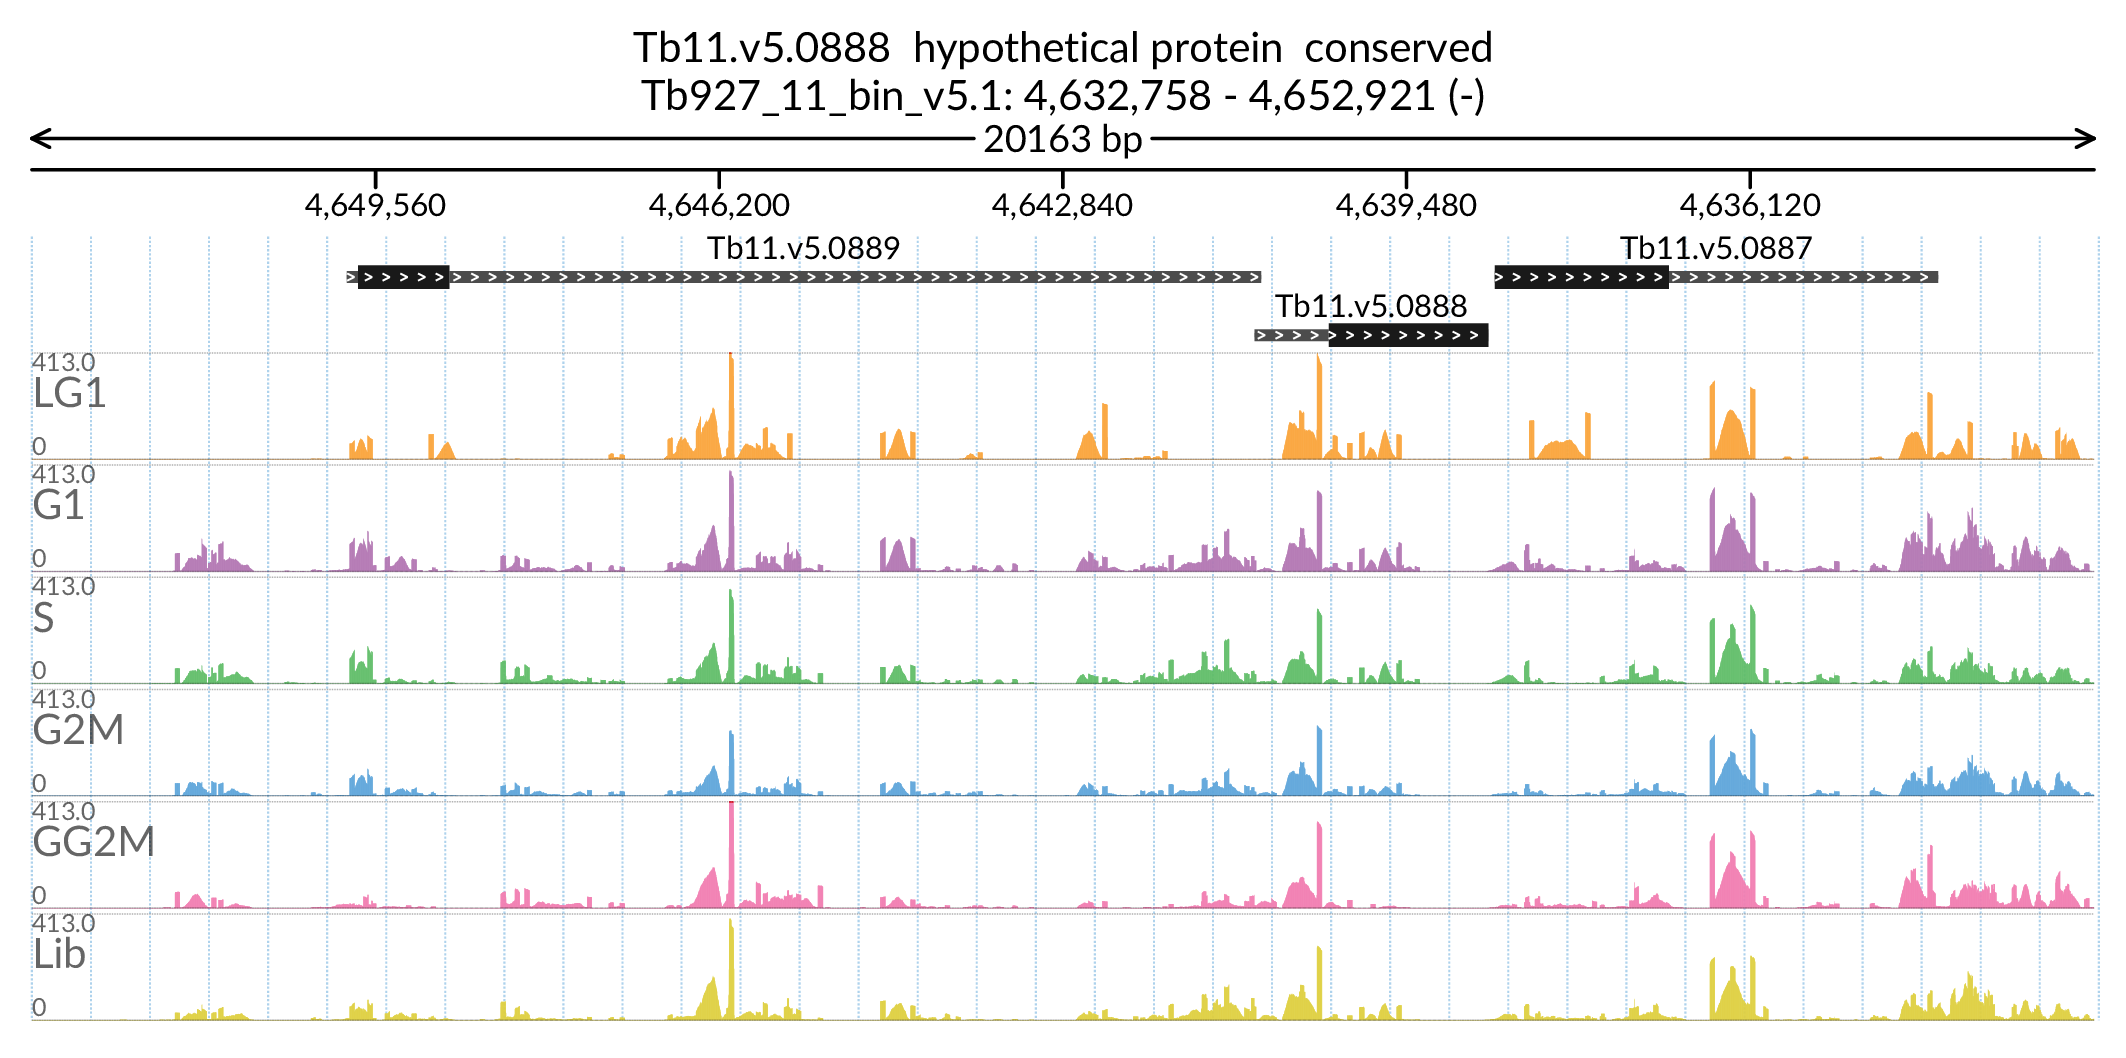 Tb11.v5.0888 hypothetical protein conserved
Tb927_11_bin_v5.1: 4,632,758 - 4,652,921 (-)
20163 bp
4,649,560 4,646,200 4,642,840 4,639,480 4,636,120
Tb11.v5.0889 Tb11.v5.0887
Tb11.v5.0888
413.0
LG1
0
413.0
G1
0
413.0
S
0
413.0
G2M
0
413.0
GG2M
0
413.0
Lib
0